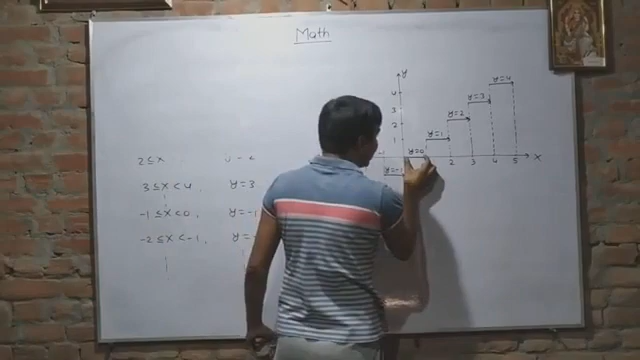 Math
2 ≤ x
3 ≤ x < 4, y = 3
-1 ≤ x < 0, y = -1
-2 ≤ x < -1, y =
y
4
3
2
y = 4
y = 3
y = 2
y = 1
y = 0
y = -1
-1
2 3 4 5 x